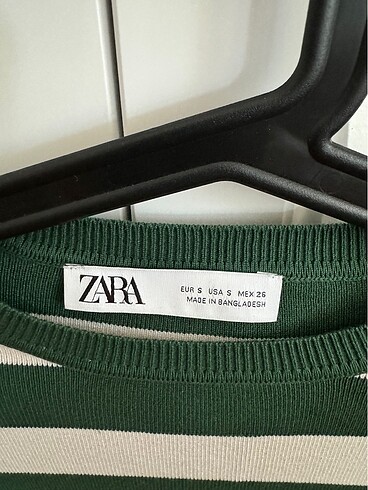 ZARA
EUR S USA S MEX 26
MADE IN BANGLADESH